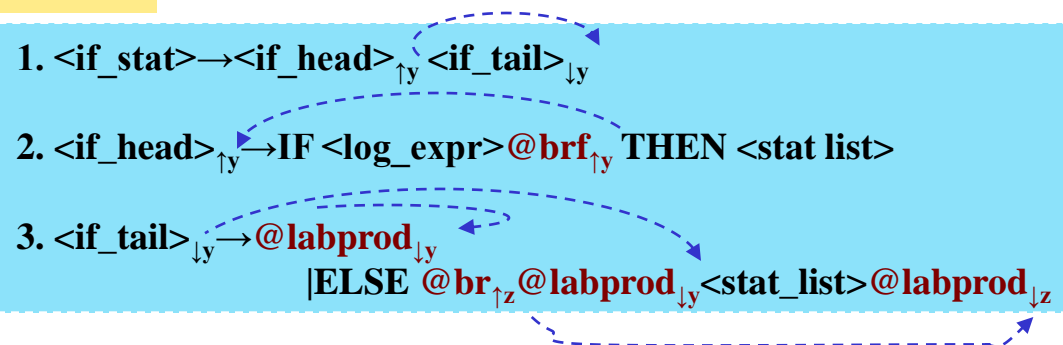 1. <if_stat>→<if_head>↑y <if_tail>↓y
2. <if_head>↑y→IF <log_expr>@brf↑y THEN <stat list>
3. <if_tail>↓y→@labprod↓y
|ELSE @br↑z@labprod↓y<stat_list>@labprod↓z